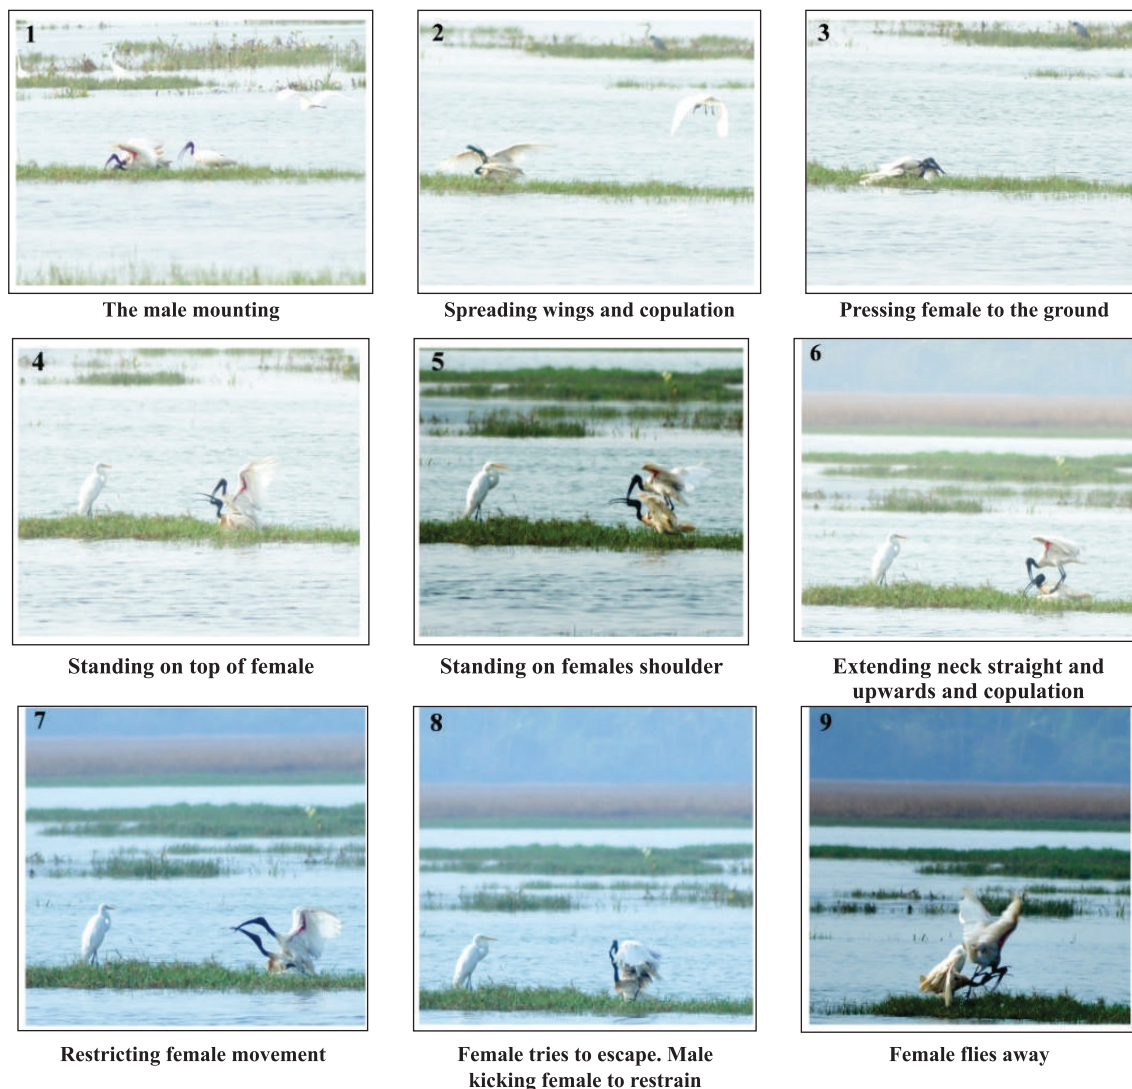 1
2
3
The male mounting
Spreading wings and copulation
Pressing female to the ground
4
5
6
Standing on top of female
Standing on females shoulder
Extending neck straight and
upwards and copulation
7
8
9
Restricting female movement
Female tries to escape. Male
kicking female to restrain
Female flies away